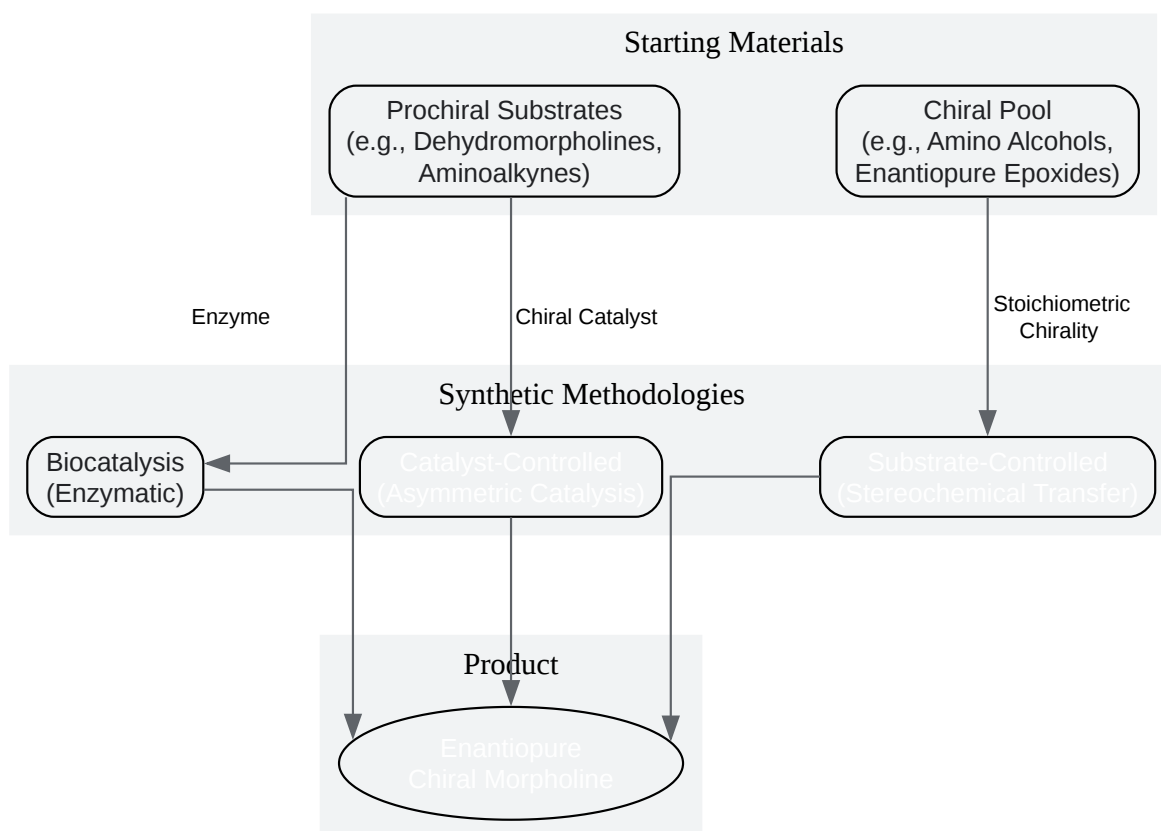 Starting Materials
Prochiral Substrates
(e.g., Dehydromorpholines,
Aminoalkynes)
Chiral Pool
(e.g., Amino Alcohols,
Enantiopure Epoxides)
Enzyme
Chiral Catalyst
Stoichiometric
Chirality
Synthetic Methodologies
Biocatalysis
(Enzymatic)
Catalyst-Controlled
(Asymmetric Catalysis)
Substrate-Controlled
(Stereochemical Transfer)
Product
Enantiopure
Chiral Morpholine